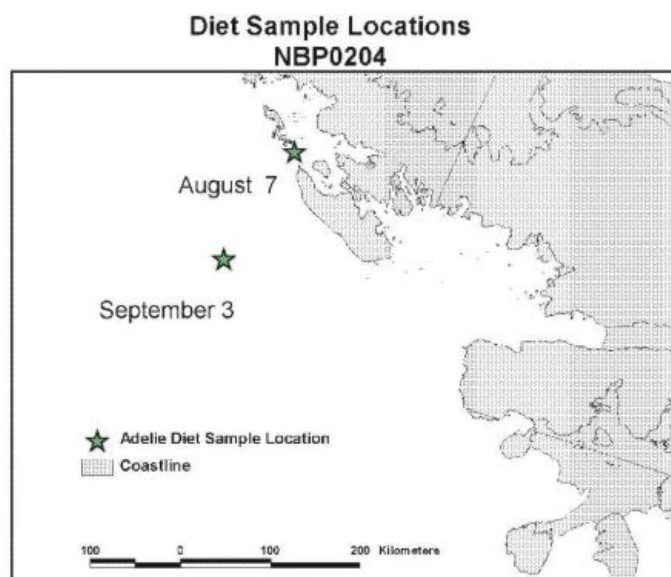 Diet Sample Locations
NBP0204
August 7
September 3
Adelie Diet Sample Location
Coastline
100 0 100 200 Kilometers